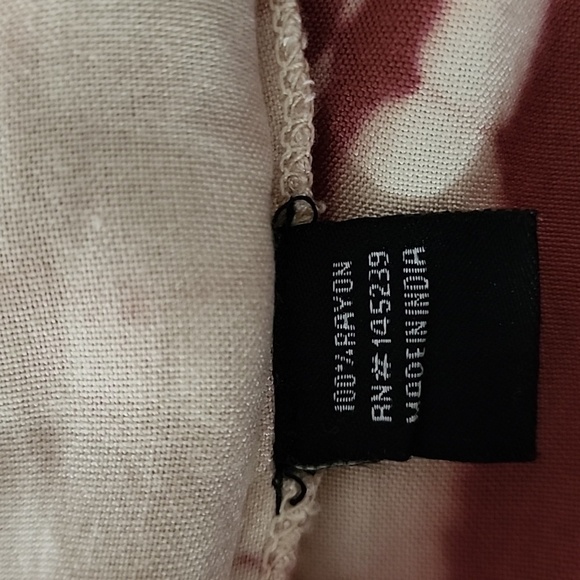 100% RAYON
RN# 145239
MADE IN INDIA